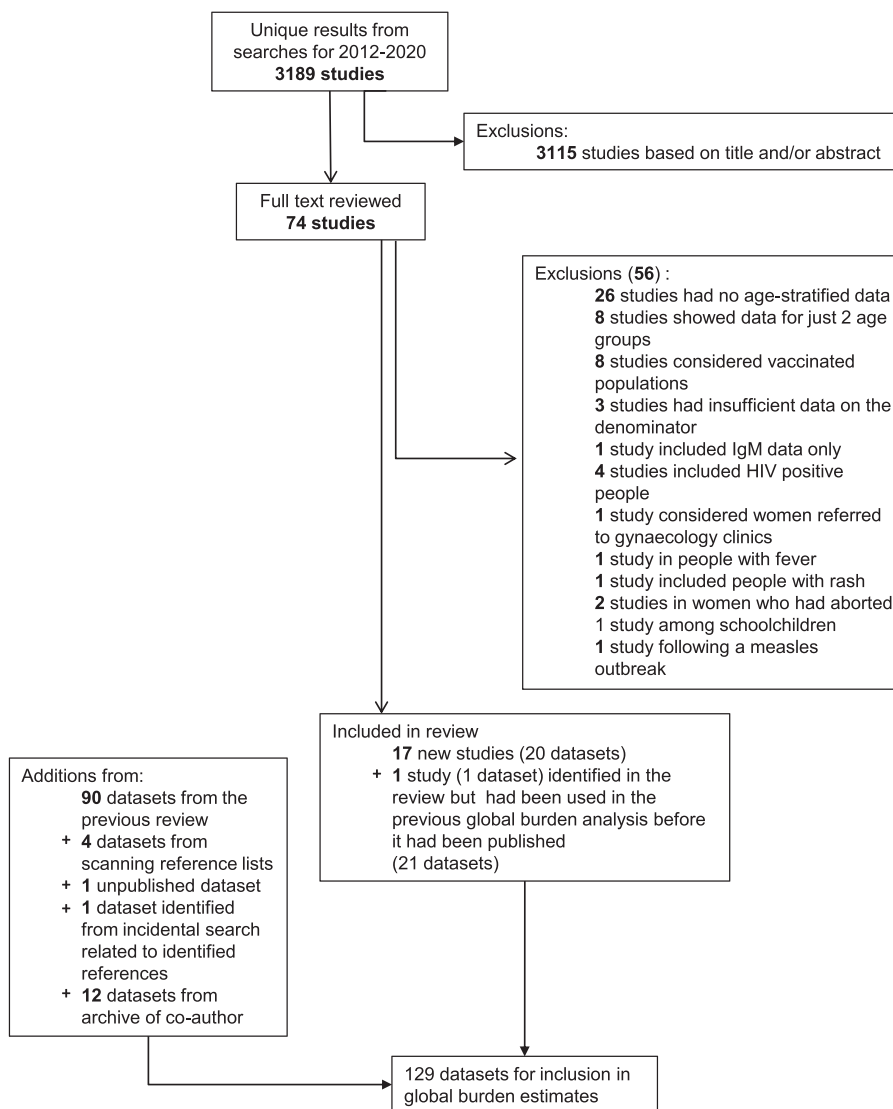 Unique results from
searches for 2012-2020
3189 studies
Exclusions:
3115 studies based on title and/or abstract
Full text reviewed
74 studies
Exclusions (56) :
26 studies had no age-stratified data
8 studies showed data for just 2 age
groups
8 studies considered vaccinated
populations
3 studies had insufficient data on the
denominator
1 study included IgM data only
4 studies included HIV positive
people
1 study considered women referred
to gynaecology clinics
1 study in people with fever
1 study included people with rash
2 studies in women who had aborted
1 study among schoolchildren
1 study following a measles
outbreak
Included in review
17 new studies (20 datasets)
+ 1 study (1 dataset) identified in the
review but had been used in the
previous global burden analysis before
it had been published
(21 datasets)
Additions from:
90 datasets from the
previous review
+ 4 datasets from
scanning reference lists
+ 1 unpublished dataset
+ 1 dataset identified
from incidental search
related to identified
references
+ 12 datasets from
archive of co-author
129 datasets for inclusion in
global burden estimates